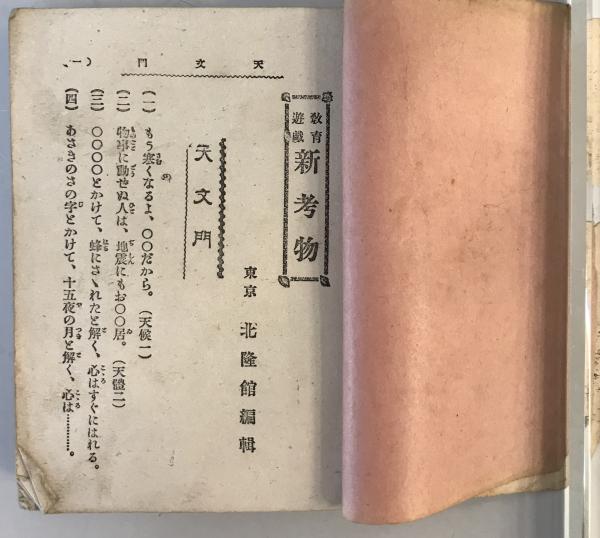 天文門 (一)
教育遊戯 新考物
東京 北隆館編輯
天文門
(一) もう寒くなるよ、〇〇だから。(天候一)
(二) 物事に動せぬ人は、地震にもお〇〇居。(天體二)
(三) 〇〇〇〇とかけて、蜂にさゝれたと解く、心はすぐにはれる。
(四) あさきのさの字とかけて、十五夜の月と解く、心は…………。